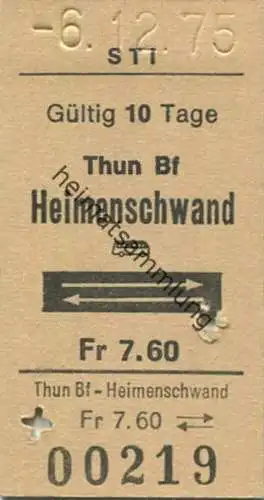 -6.12.75
STI
Gültig 10 Tage
Thun Bf
Heimenschwand
heimatsammlung.de
Fr 7.60
Thun Bf - Heimenschwand
Fr 7.60
00219